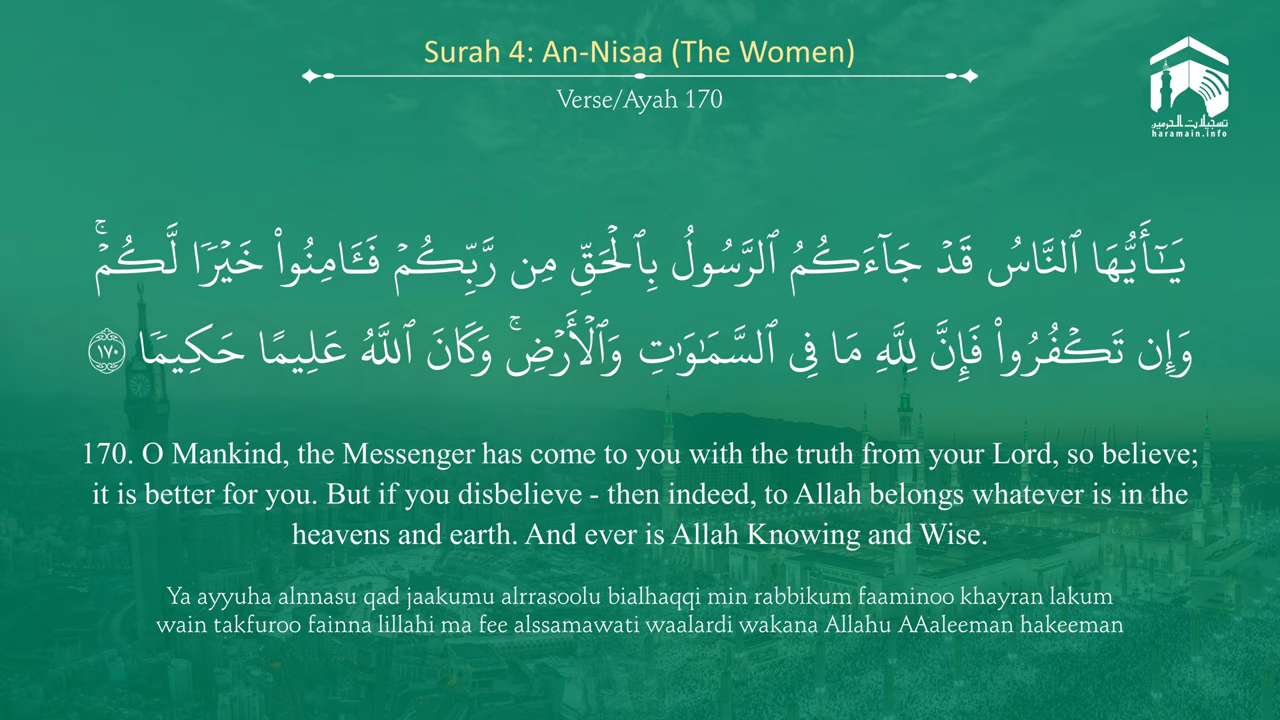 Surah 4: An-Nisaa (The Women)
Verse/Ayah 170
تسجيلات الحرمين
haramain.info
يَـٰٓأَيُّهَا ٱلنَّاسُ قَدْ جَآءَكُمُ ٱلرَّسُولُ بِٱلْحَقِّ مِن رَّبِّكُمْ فَـَٔامِنُوا۟ خَيْرًا لَّكُمْ ۚ
وَإِن تَكْفُرُوا۟ فَإِنَّ لِلَّهِ مَا فِى ٱلسَّمَـٰوَٰتِ وَٱلْأَرْضِ ۚ وَكَانَ ٱللَّهُ عَلِيمًا حَكِيمًا ١٧٠
170. O Mankind, the Messenger has come to you with the truth from your Lord, so believe;
it is better for you. But if you disbelieve - then indeed, to Allah belongs whatever is in the
heavens and earth. And ever is Allah Knowing and Wise.
Ya ayyuha alnnasu qad jaakumu alrrasoolu bialhaqqi min rabbikum faaminoo khayran lakum
wain takfuroo fainna lillahi ma fee alssamawati waalardi wakana Allahu AAaleeman hakeeman